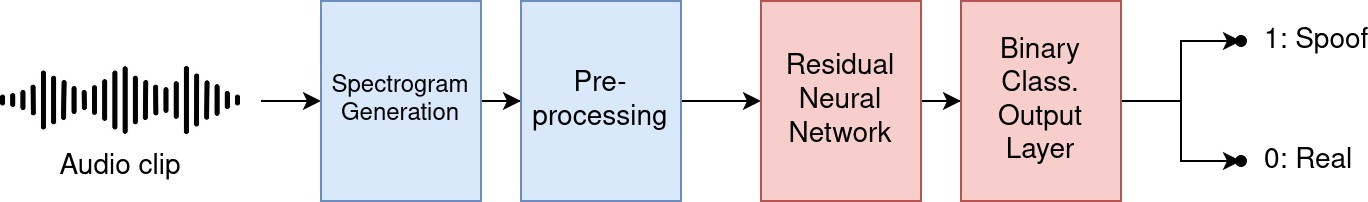 Audio clip
Spectrogram
Generation
Pre-
processing
Residual
Neural
Network
Binary
Class.
Output
Layer
1: Spoof
0: Real